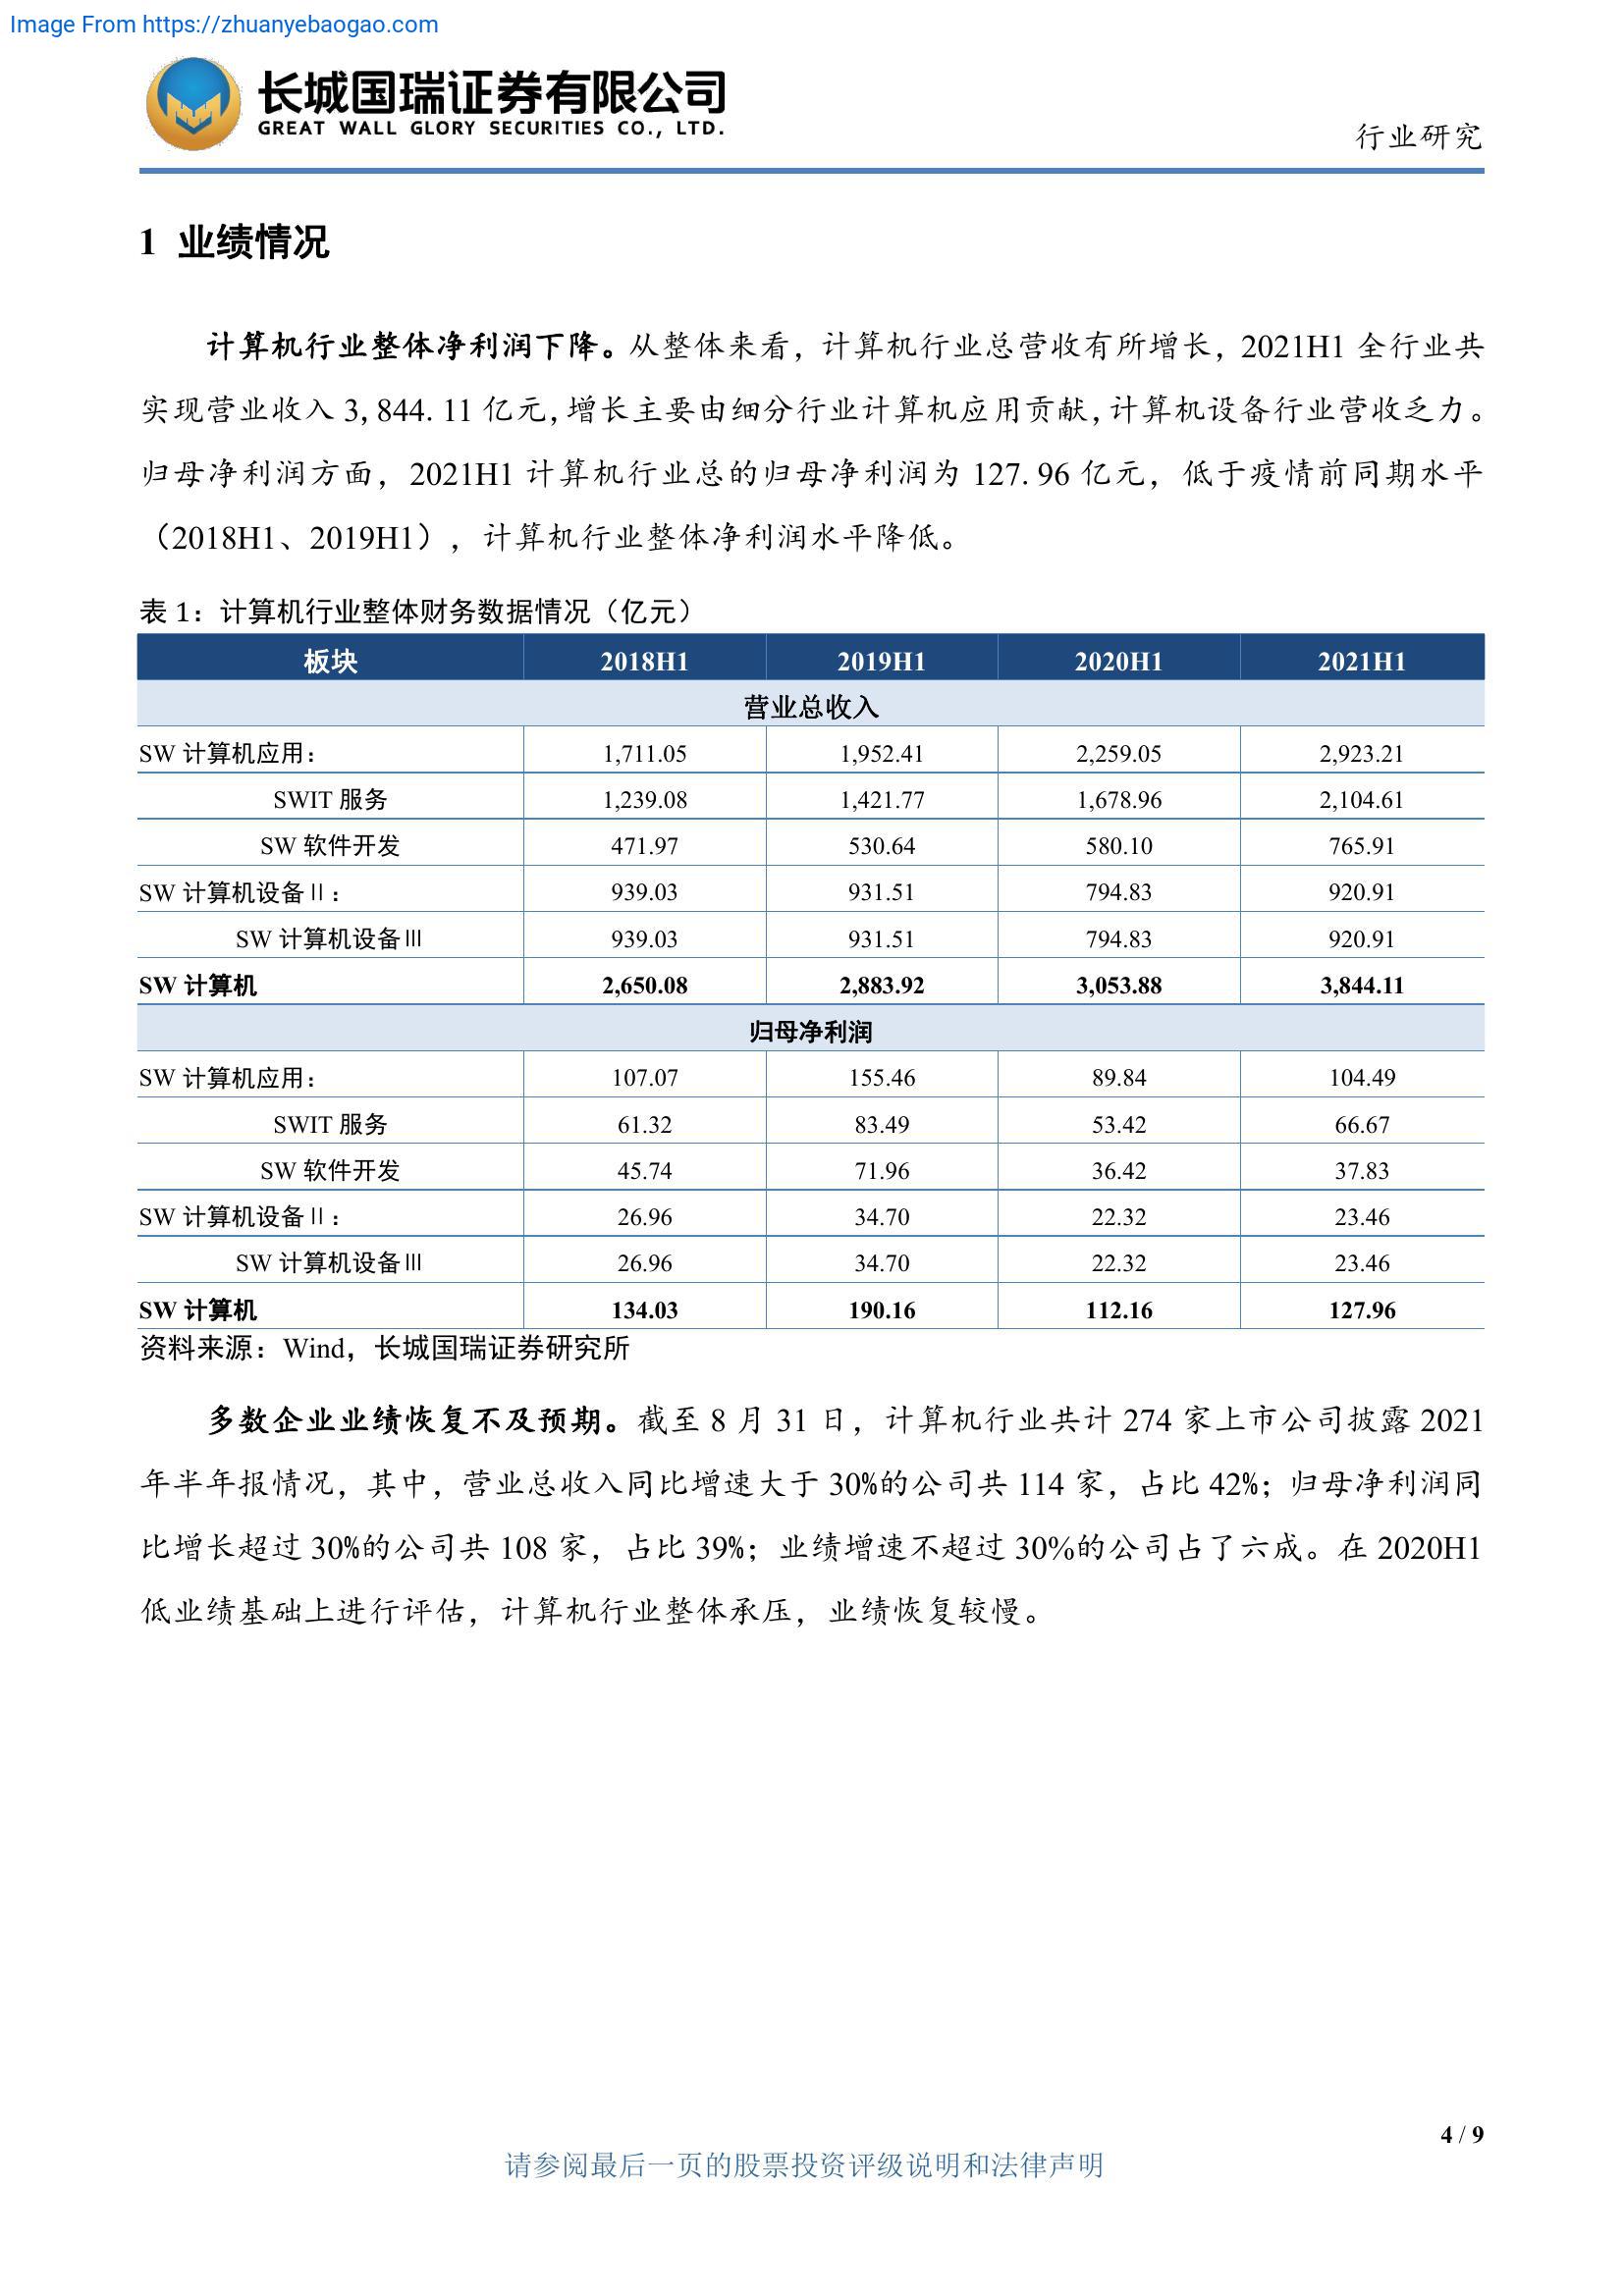 Image From https://zhuanyebaogao.com
长城国瑞证券有限公司
GREAT WALL GLORY SECURITIES CO., LTD.
行业研究
1 业绩情况
计算机行业整体净利润下降。从整体来看，计算机行业总营收有所增长，2021H1 全行业共
实现营业收入 3,844.11 亿元,增长主要由细分行业计算机应用贡献,计算机设备行业营收乏力。
归母净利润方面，2021H1 计算机行业总的归母净利润为 127.96 亿元，低于疫情前同期水平
（2018H1、2019H1），计算机行业整体净利润水平降低。
表 1：计算机行业整体财务数据情况（亿元）
板块 2018H1 2019H1 2020H1 2021H1
营业总收入
SW 计算机应用： 1,711.05 1,952.41 2,259.05 2,923.21
SWIT 服务 1,239.08 1,421.77 1,678.96 2,104.61
SW 软件开发 471.97 530.64 580.10 765.91
SW 计算机设备Ⅱ： 939.03 931.51 794.83 920.91
SW 计算机设备Ⅲ 939.03 931.51 794.83 920.91
SW 计算机 2,650.08 2,883.92 3,053.88 3,844.11
归母净利润
SW 计算机应用： 107.07 155.46 89.84 104.49
SWIT 服务 61.32 83.49 53.42 66.67
SW 软件开发 45.74 71.96 36.42 37.83
SW 计算机设备Ⅱ： 26.96 34.70 22.32 23.46
SW 计算机设备Ⅲ 26.96 34.70 22.32 23.46
SW 计算机 134.03 190.16 112.16 127.96
资料来源：Wind，长城国瑞证券研究所
多数企业业绩恢复不及预期。截至 8 月 31 日，计算机行业共计 274 家上市公司披露 2021
年半年报情况，其中，营业总收入同比增速大于 30%的公司共 114 家，占比 42%；归母净利润同
比增长超过 30%的公司共 108 家，占比 39%；业绩增速不超过 30%的公司占了六成。在 2020H1
低业绩基础上进行评估，计算机行业整体承压，业绩恢复较慢。
4 / 9
请参阅最后一页的股票投资评级说明和法律声明